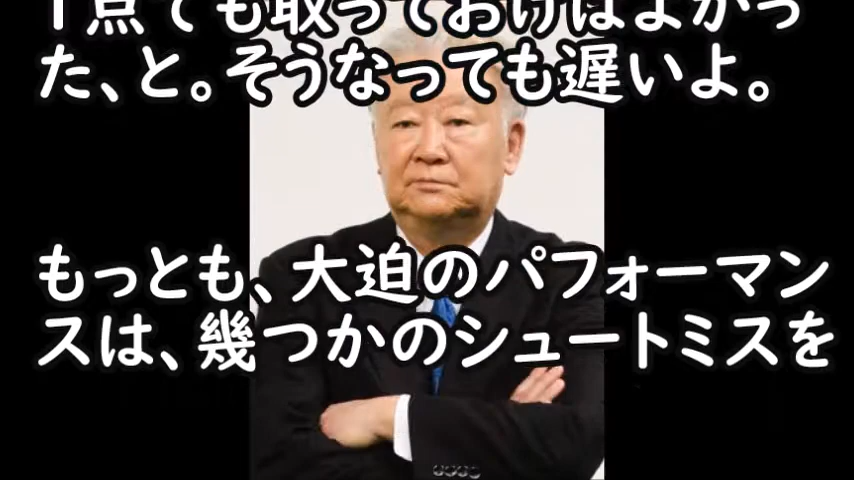 1点でも取っておけばよかっ
た、と。そうなっても遅いよ。
もっとも、大迫のパフォーマン
スは、幾つかのシュートミスを